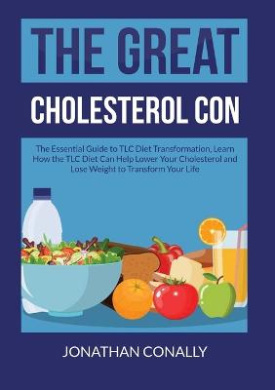 THE GREAT
CHOLESTEROL CON
The Essential Guide to TLC Diet Transformation, Learn
How the TLC Diet Can Help Lower Your Cholesterol and
Lose Weight to Transform Your Life
JONATHAN CONALLY